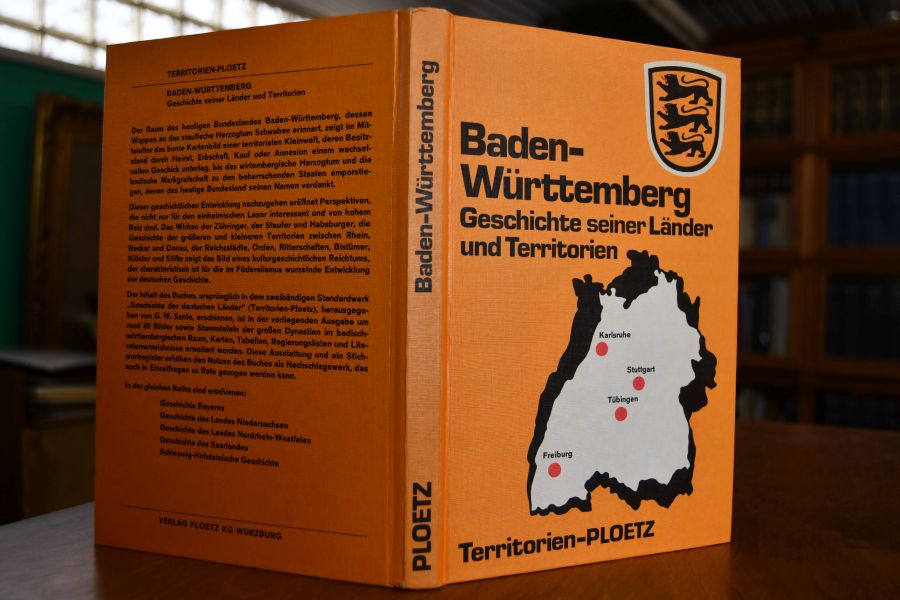 TERRITORIEN-PLOETZ
BADEN-WÜRTTEMBERG
Geschichte seiner Länder und Territorien
Der Raum des heutigen Bundeslandes Baden-Württemberg, dessen
Wappen an das staufische Herzogtum Schwaben erinnert, zeigt im Mit-
telalter das bunte Kartenbild einer territorialen Kleinwelt, deren Besitz-
stand durch Heirat, Erbschaft, Kauf oder Annexion einem wechsel-
vollen Geschick unterlag, bis das wirtembergische Herzogtum und die
badische Markgrafschaft zu den beherrschenden Staaten emporstie-
gen, denen das heutige Bundesland seinen Namen verdankt.
Dieser geschichtlichen Entwicklung nachzugehen eröffnet Perspektiven,
die nicht nur für den einheimischen Leser interessant und von hohem
Reiz sind. Das Wirken der Zähringer, der Staufer und Habsburger, die
Geschichte der größeren und kleineren Territorien zwischen Rhein,
Neckar und Donau, der Reichsstädte, Orden, Ritterschaften, Bistümer,
Klöster und Stifte zeigt das Bild eines kulturgeschichtlichen Reichtums,
der charakteristisch ist für die im Föderalismus wurzelnde Entwicklung
der deutschen Geschichte.
Der Inhalt des Buches, ursprünglich in dem zweibändigen Standardwerk
„Geschichte der deutschen Länder" (Territorien-Ploetz), herausgege-
ben von G. W. Sante, erschienen, ist in der vorliegenden Ausgabe um
rund 60 Bilder sowie Stammtafeln der großen Dynastien im badisch-
württembergischen Raum, Karten, Tabellen, Regierungslisten und Lite-
raturverzeichnisse erweitert worden. Diese Ausstattung und ein Stich-
wortregister erhöhen den Nutzen des Buches als Nachschlagewerk, das
auch in Einzelfragen zu Rate gezogen werden kann.
In der gleichen Reihe sind erschienen:
Geschichte Bayerns
Geschichte des Landes Niedersachsen
Geschichte des Landes Nordrhein-Westfalen
Geschichte des Saarlandes
Schleswig-Holsteinische Geschichte
VERLAG PLOETZ KG WÜRZBURG
Baden-Württemberg
PLOETZ
Baden-
Württemberg
Geschichte seiner Länder
und Territorien
Karlsruhe
Stuttgart
Tübingen
Freiburg
Territorien-PLOETZ